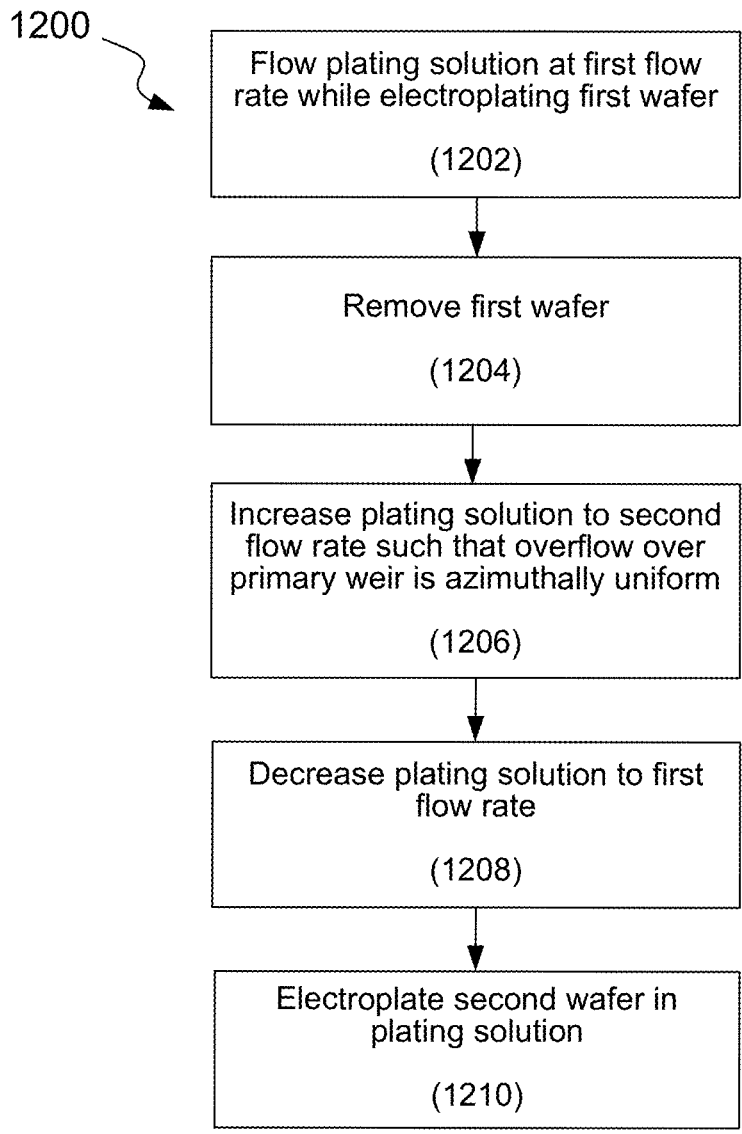 1200
Flow plating solution at first flow
rate while electroplating first wafer
(1202)
Remove first wafer
(1204)
Increase plating solution to second
flow rate such that overflow over
primary weir is azimuthally uniform
(1206)
Decrease plating solution to first
flow rate
(1208)
Electroplate second wafer in
plating solution
(1210)